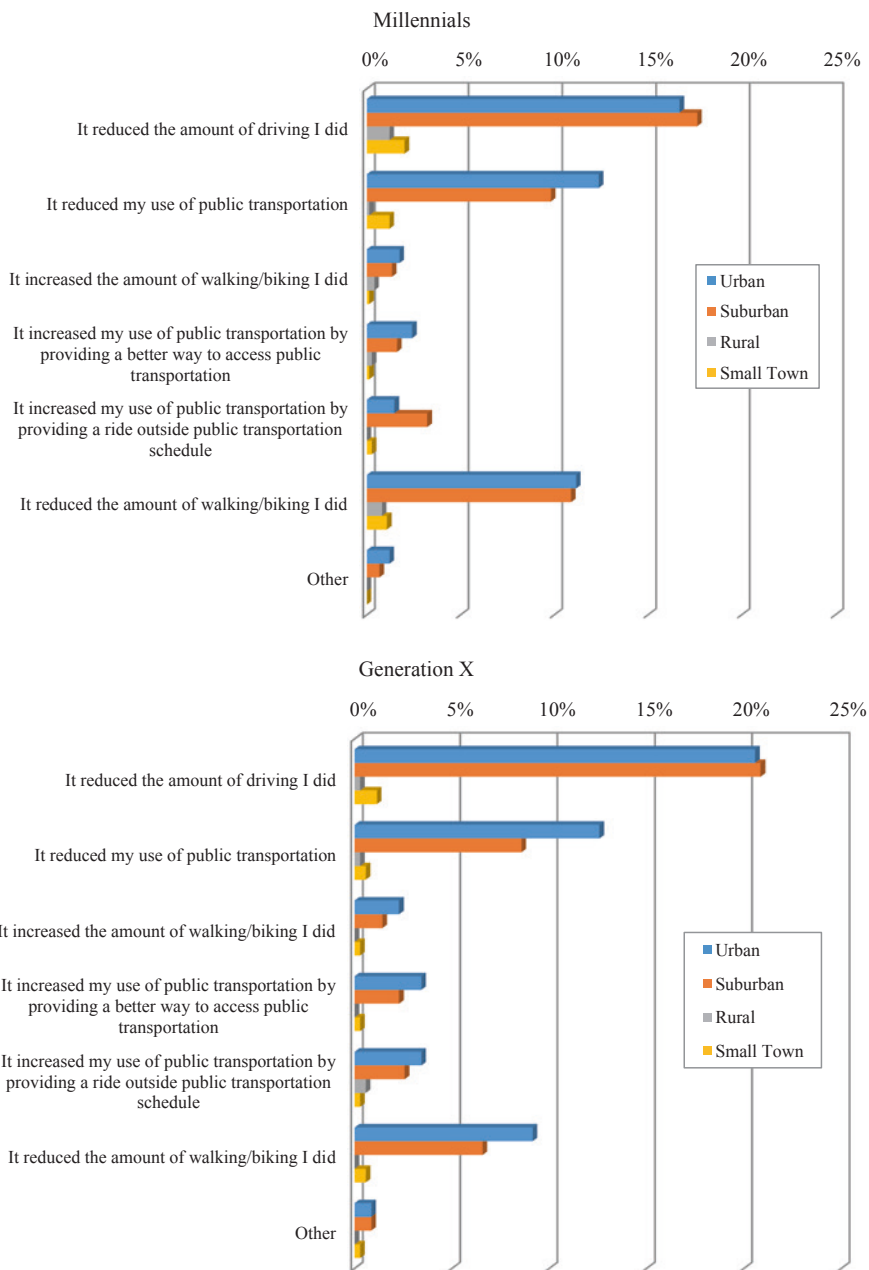 Millennials
0% 5% 10% 15% 20% 25%
It reduced the amount of driving I did
It reduced my use of public transportation
It increased the amount of walking/biking I did
It increased my use of public transportation by
providing a better way to access public
transportation
It increased my use of public transportation by
providing a ride outside public transportation
schedule
It reduced the amount of walking/biking I did
Other
Urban
Suburban
Rural
Small Town
Generation X
0% 5% 10% 15% 20% 25%
It reduced the amount of driving I did
It reduced my use of public transportation
It increased the amount of walking/biking I did
It increased my use of public transportation by
providing a better way to access public
transportation
It increased my use of public transportation by
providing a ride outside public transportation
schedule
It reduced the amount of walking/biking I did
Other
Urban
Suburban
Rural
Small Town